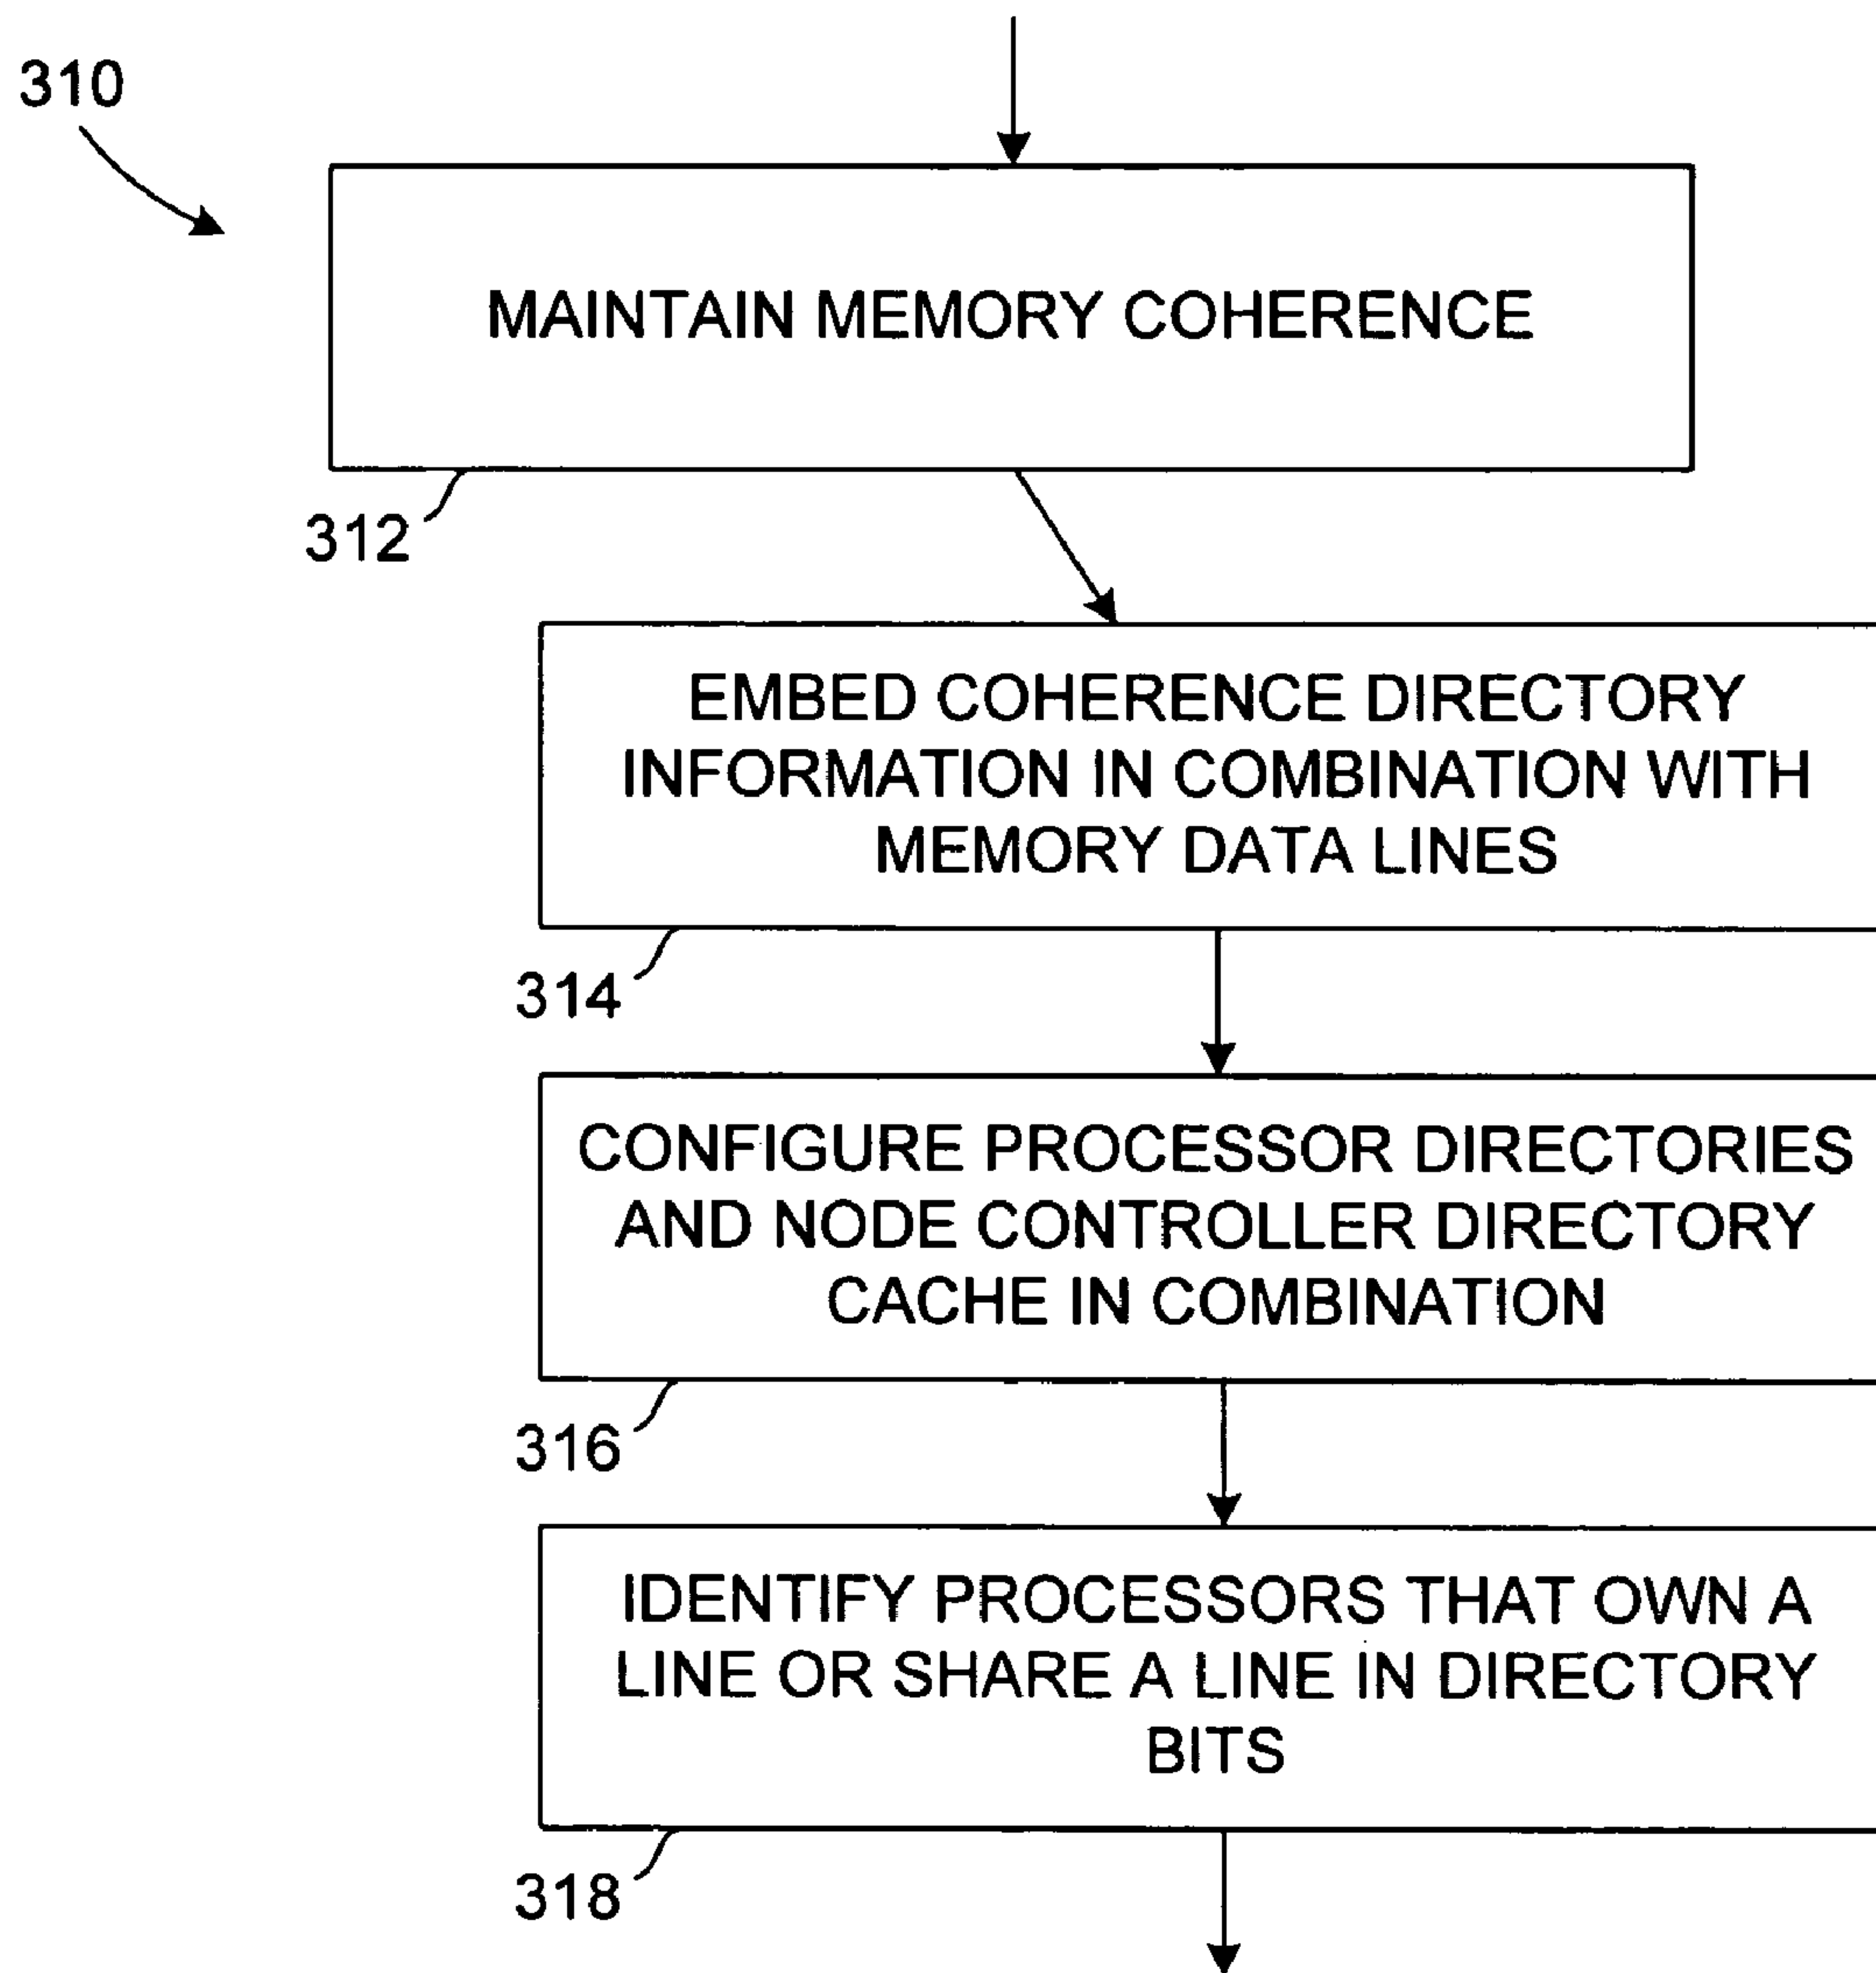 310
MAINTAIN MEMORY COHERENCE
312
EMBED COHERENCE DIRECTORY
INFORMATION IN COMBINATION WITH
MEMORY DATA LINES
314
CONFIGURE PROCESSOR DIRECTORIES
AND NODE CONTROLLER DIRECTORY
CACHE IN COMBINATION
316
IDENTIFY PROCESSORS THAT OWN A
LINE OR SHARE A LINE IN DIRECTORY
BITS
318